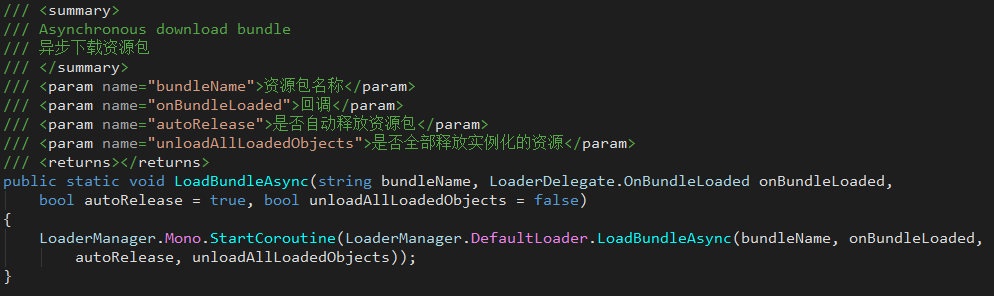 /// <summary>
/// Asynchronous download bundle
/// 异步下载资源包
/// </summary>
/// <param name="bundleName">资源包名称</param>
/// <param name="onBundleLoaded">回调</param>
/// <param name="autoRelease">是否自动释放资源包</param>
/// <param name="unloadAllLoadedObjects">是否全部释放实例化的资源</param>
/// <returns></returns>
public static void LoadBundleAsync(string bundleName, LoaderDelegate.OnBundleLoaded onBundleLoaded,
    bool autoRelease = true, bool unloadAllLoadedObjects = false)
{
    LoaderManager.Mono.StartCoroutine(LoaderManager.DefaultLoader.LoadBundleAsync(bundleName, onBundleLoaded,
        autoRelease, unloadAllLoadedObjects));
}